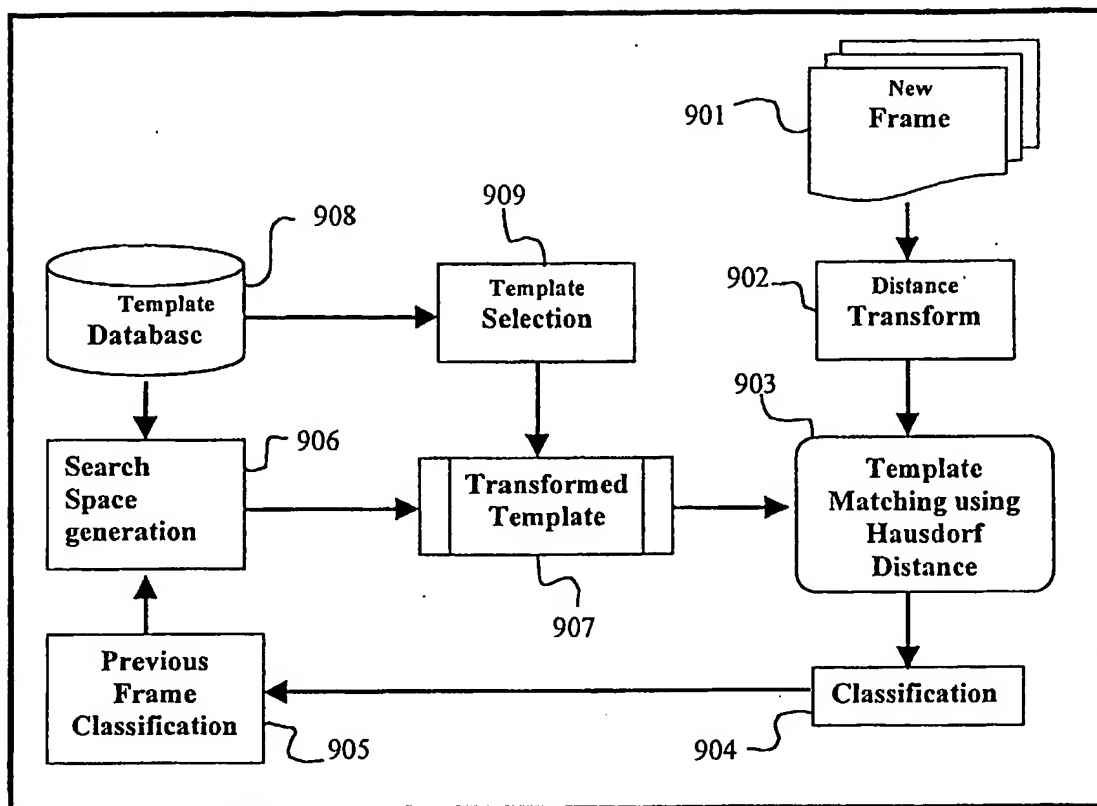 New
Frame
901
909
908
Template
Databasc
Template
Selection
902
Distance
Transform
903
906
Search
Space
generation
Transformed
Template
Template
Matching using
Hausdorf
Distance
907
Previous
Frame
Classification
905
Classification
904